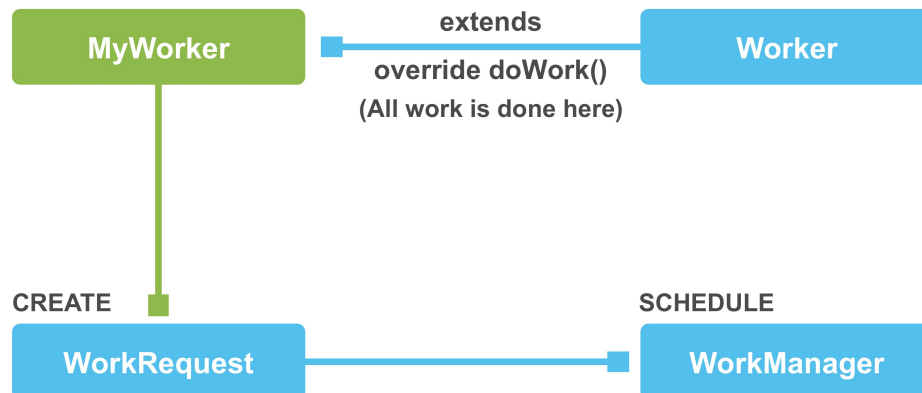 MyWorker
extends
Worker
override doWork()
(All work is done here)
CREATE
SCHEDULE
WorkRequest
WorkManager